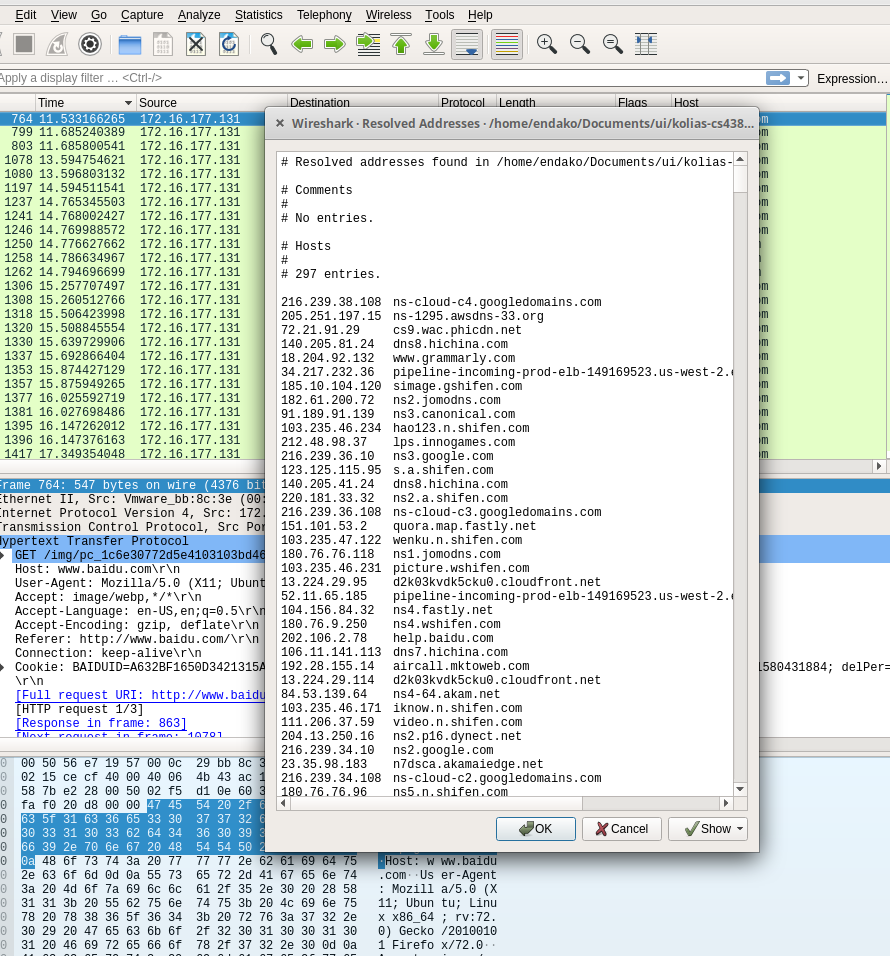 Edit View Go Capture Analyze Statistics Telephony Wireless Tools Help
Apply a display filter … <Ctrl-/> Expression…
Time Source Destination Protocol Length Flags Host
764 11.533166265 172.16.177.131
799 11.685240389 172.16.177.131
803 11.685800541 172.16.177.131
1078 13.594754621 172.16.177.131
1080 13.596803132 172.16.177.131
1197 14.594511541 172.16.177.131
1237 14.765345503 172.16.177.131
1241 14.768002427 172.16.177.131
1246 14.769988572 172.16.177.131
1250 14.776627662 172.16.177.131
1258 14.786634967 172.16.177.131
1262 14.794696699 172.16.177.131
1306 15.257707497 172.16.177.131
1308 15.260512766 172.16.177.131
1318 15.506423998 172.16.177.131
1320 15.508845554 172.16.177.131
1330 15.639729906 172.16.177.131
1337 15.692866404 172.16.177.131
1353 15.874427129 172.16.177.131
1357 15.875949265 172.16.177.131
1377 16.025592719 172.16.177.131
1381 16.027698486 172.16.177.131
1395 16.147262012 172.16.177.131
1396 16.147376163 172.16.177.131
1417 17.349354048 172.16.177.131
Frame 764: 547 bytes on wire (4376 bit
Ethernet II, Src: Vmware_bb:8c:3e (00:
Internet Protocol Version 4, Src: 172.
Transmission Control Protocol, Src Por
Hypertext Transfer Protocol
GET /img/pc_1c6e30772d5e4103103bd46
Host: www.baidu.com\r\n
User-Agent: Mozilla/5.0 (X11; Ubunt
Accept: image/webp,*/*\r\n
Accept-Language: en-US,en;q=0.5\r\n
Accept-Encoding: gzip, deflate\r\n
Referer: http://www.baidu.com/\r\n
Connection: keep-alive\r\n
Cookie: BAIDUID=A632BF1650D3421315A 1580431884; delPer=
\r\n
[Full request URI: http://www.baidu
[HTTP request 1/3]
[Response in frame: 863]
[Next request in frame: 1078]
00 50 56 e7 19 57 00 0c 29 bb 8c 3
02 15 ce cf 40 00 40 06 4b 43 ac 1
58 7b e2 28 00 50 02 f5 d1 0e 60 3
fa f0 20 d8 00 00 47 45 54 20 2f 6
63 5f 31 63 36 65 33 30 37 37 32 6
30 33 31 30 33 62 64 34 36 30 39 3
66 39 2e 70 6e 67 20 48 54 54 50 2
0a 48 6f 73 74 3a 20 77 77 77 2e 62 61 69 64 75 ·Host: w ww.baidu
2e 63 6f 6d 0d 0a 55 73 65 72 2d 41 67 65 6e 74 .com··Us er-Agent
3a 20 4d 6f 7a 69 6c 6c 61 2f 35 2e 30 20 28 58 : Mozill a/5.0 (X
31 31 3b 20 55 62 75 6e 74 75 3b 20 4c 69 6e 75 11; Ubun tu; Linu
78 20 78 38 36 5f 36 34 3b 20 72 76 3a 37 32 2e x x86_64 ; rv:72.
30 29 20 47 65 63 6b 6f 2f 32 30 31 30 30 31 30 0) Gecko /2010010
31 20 46 69 72 65 66 6f 78 2f 37 32 2e 30 0d 0a 1 Firefo x/72.0··
Wireshark · Resolved Addresses · /home/endako/Documents/ui/kolias-cs438...
# Resolved addresses found in /home/endako/Documents/ui/kolias-
# Comments
#
# No entries.
# Hosts
#
# 297 entries.
216.239.38.108 ns-cloud-c4.googledomains.com
205.251.197.15 ns-1295.awsdns-33.org
72.21.91.29 cs9.wac.phicdn.net
140.205.81.24 dns8.hichina.com
18.204.92.132 www.grammarly.com
34.217.232.36 pipeline-incoming-prod-elb-149169523.us-west-2.e
185.10.104.120 simage.gshifen.com
182.61.200.72 ns2.jomodns.com
91.189.91.139 ns3.canonical.com
103.235.46.234 hao123.n.shifen.com
212.48.98.37 lps.innogames.com
216.239.36.10 ns3.google.com
123.125.115.95 s.a.shifen.com
140.205.41.24 dns8.hichina.com
220.181.33.32 ns2.a.shifen.com
216.239.36.108 ns-cloud-c3.googledomains.com
151.101.53.2 quora.map.fastly.net
103.235.47.122 wenku.n.shifen.com
180.76.76.118 ns1.jomodns.com
103.235.46.231 picture.wshifen.com
13.224.29.95 d2k03kvdk5cku0.cloudfront.net
52.11.65.185 pipeline-incoming-prod-elb-149169523.us-west-2.e
104.156.84.32 ns4.fastly.net
180.76.9.250 ns4.wshifen.com
202.106.2.78 help.baidu.com
106.11.141.113 dns7.hichina.com
192.28.155.14 aircall.mktoweb.com
13.224.29.114 d2k03kvdk5cku0.cloudfront.net
84.53.139.64 ns4-64.akam.net
103.235.46.171 iknow.n.shifen.com
111.206.37.59 video.n.shifen.com
204.13.250.16 ns2.p16.dynect.net
216.239.34.10 ns2.google.com
23.35.98.183 n7dsca.akamaiedge.net
216.239.34.108 ns-cloud-c2.googledomains.com
180.76.76.96 ns5.n.shifen.com
OK Cancel Show